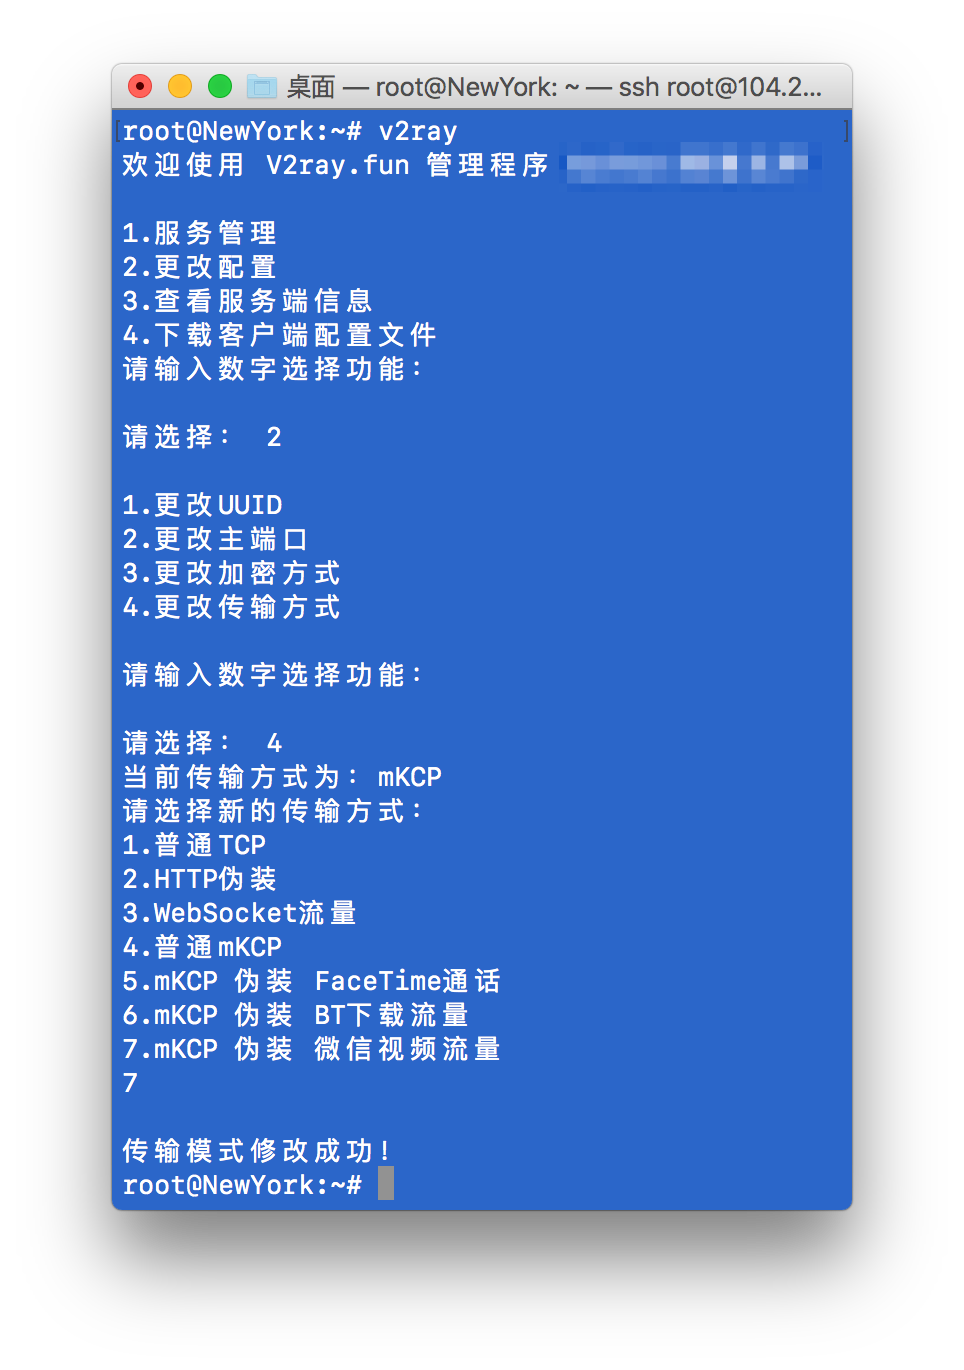 桌面 — root@NewYork: ~ — ssh root@104.2...
[root@NewYork:~# v2ray ]
欢迎使用 V2ray.fun 管理程序
1.服务管理
2.更改配置
3.查看服务端信息
4.下载客户端配置文件
请输入数字选择功能：
请选择： 2
1.更改UUID
2.更改主端口
3.更改加密方式
4.更改传输方式
请输入数字选择功能：
请选择： 4
当前传输方式为：mKCP
请选择新的传输方式：
1.普通TCP
2.HTTP伪装
3.WebSocket流量
4.普通mKCP
5.mKCP 伪装 FaceTime通话
6.mKCP 伪装 BT下载流量
7.mKCP 伪装 微信视频流量
7
传输模式修改成功！
root@NewYork:~#